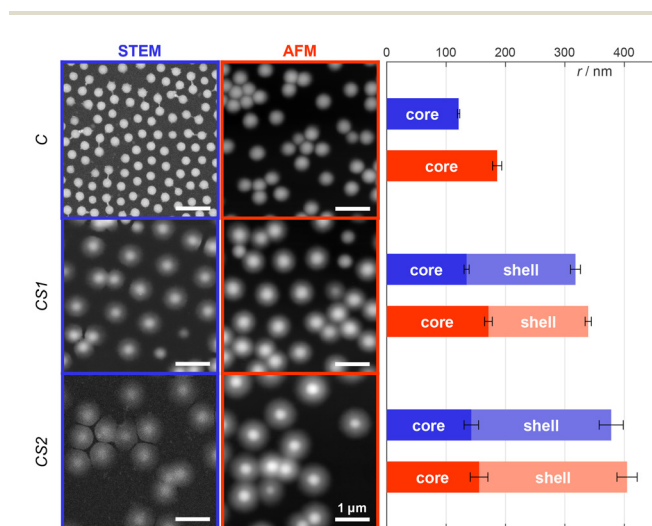 STEM
AFM
0 100 200 300 400
r / nm
C
core
core
CS1
core shell
core shell
CS2
core shell
core shell
1 µm